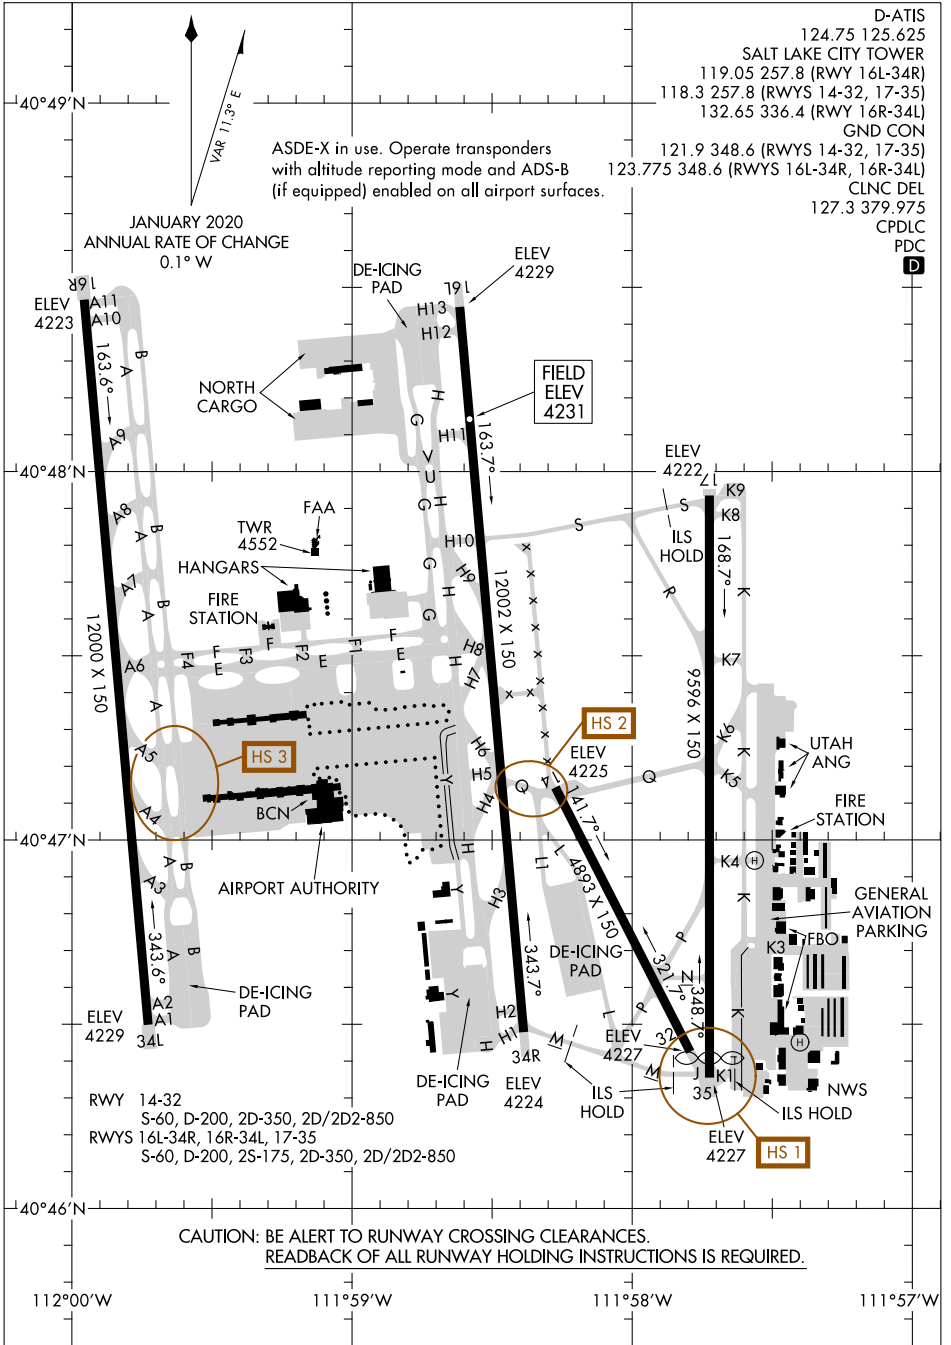 D-ATIS
124.75 125.625
SALT LAKE CITY TOWER
119.05 257.8 (RWY 16L-34R)
118.3 257.8 (RWYS 14-32, 17-35)
132.65 336.4 (RWY 16R-34L)
GND CON
121.9 348.6 (RWYS 14-32, 17-35)
123.775 348.6 (RWYS 16L-34R, 16R-34L)
CLNC DEL
127.3 379.975
CPDLC
PDC
D
40°49'N
VAR 11.3° E
JANUARY 2020
ANNUAL RATE OF CHANGE
0.1° W
ASDE-X in use. Operate transponders
with altitude reporting mode and ADS-B
(if equipped) enabled on all airport surfaces.
16R
ELEV
4223
A11
A10
163.6°
B
A
A9
DE-ICING
PAD
16L
ELEV
4229
H13
H12
NORTH
CARGO
FIELD
ELEV
4231
H
G
H11
163.7°
V
U
H
G
40°48'N
A8
B
A
TWR
4552
FAA
HANGARS
FIRE
STATION
A7
B
A
12000 X 150
H10
H9
G
H
G
12002 X 150
S
ELEV
4222
ILS
HOLD
17
K9
K8
168.7°
R
K
X
X
X
X
X
X
X
X
X
X
X
X
A6
F4
F
F3
F
F2
F1
F
E
E
E
H8
H
H7
K7
9596 X 150
A
A5
HS 3
A4
BCN
Y
H6
H5
H4
HS 2
ELEV
4225
14
Q
Q
K6
K
K5
UTAH
ANG
FIRE
STATION
40°47'N
A
B
A3
AIRPORT AUTHORITY
H
Y
H3
L
L1
141.7°
4893 X 150
K4
H
K
GENERAL
AVIATION
PARKING
343.6°
A
B
DE-ICING
PAD
A2
A1
ELEV
4229
34L
Y
343.7°
DE-ICING
PAD
P
P
L
321.7°
N
348.7°
K3
FBO
K
H
H2
H1
H
34R
ELEV
4224
DE-ICING
PAD
M
M
ILS
HOLD
ELEV
4227
32
J
K1
35
ILS HOLD
NWS
ELEV
4227
HS 1
RWY 14-32
S-60, D-200, 2D-350, 2D/2D2-850
RWYS 16L-34R, 16R-34L, 17-35
S-60, D-200, 2S-175, 2D-350, 2D/2D2-850
40°46'N
CAUTION: BE ALERT TO RUNWAY CROSSING CLEARANCES.
READBACK OF ALL RUNWAY HOLDING INSTRUCTIONS IS REQUIRED.
112°00'W
111°59'W
111°58'W
111°57'W